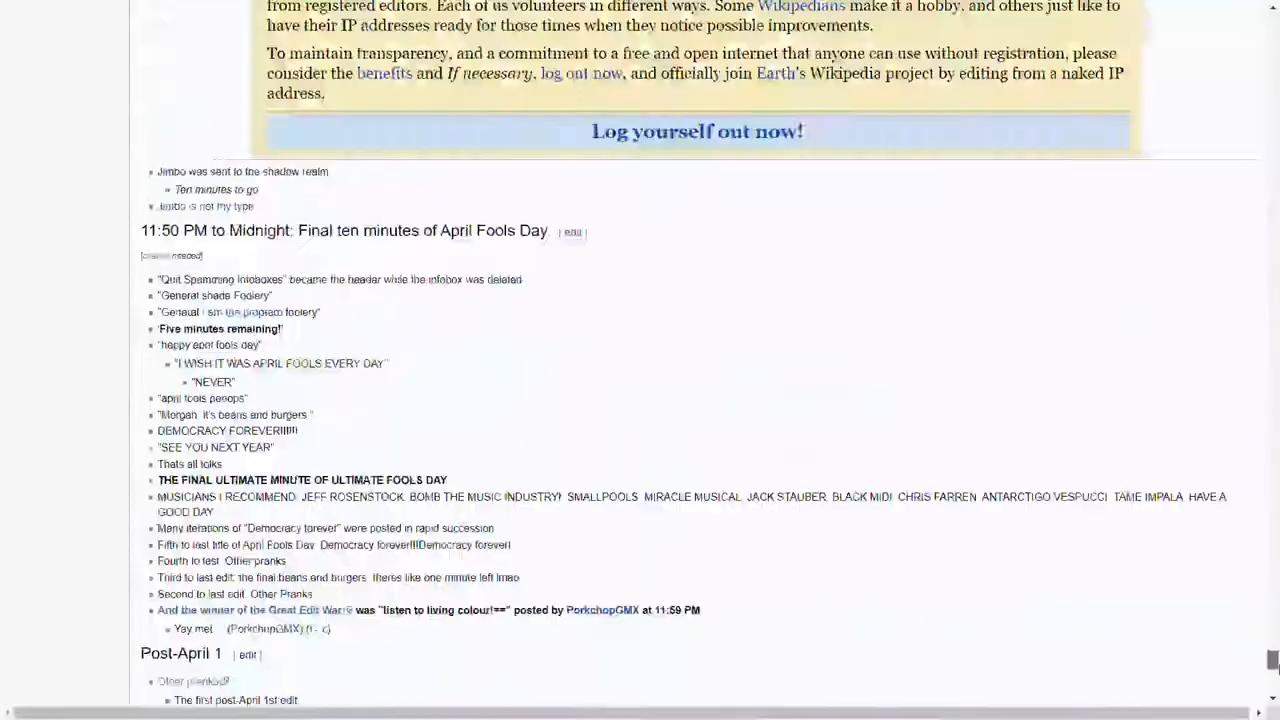 from registered editors. Each of us volunteers in different ways. Some Wikipedians make it a hobby, and others just like to
have their IP addresses ready for those times when they notice possible improvements.
To maintain transparency, and a commitment to a free and open internet that anyone can use without registration, please
consider the benefits and If necessary, log out now, and officially join Earth's Wikipedia project by editing from a naked IP
address.
Log yourself out now!
Jimbo was sent to the shadow realm
Ten minutes to go
Jimbo is not my type
11:50 PM to Midnight: Final ten minutes of April Fools Day [ edit ]
needed]
"Quit Spamming Infoboxes" became the header while the infobox was deleted
"General shade Foolery"
"General I am the foolery"
"Five minutes remaining!"
"happy april fools day"
"I WISH IT WAS APRIL FOOLS EVERY DAY"
"NEVER"
"april fools peeops"
"Morgan, it's beans and burgers "
DEMOCRACY FOREVER!!!!!!
"SEE YOU NEXT YEAR"
Thats all folks
THE FINAL ULTIMATE MINUTE OF ULTIMATE FOOLS DAY
MUSICIANS I RECOMMEND JEFF ROSENSTOCK BOMB THE MUSIC INDUSTRY! SMALLPOOLS MIRACLE MUSICAL JACK STAUBER BLACK MIDI CHRIS FARREN ANTARCTIGO VESPUCCI TAME IMPALA HAVE A
GOOD DAY
Many iterations of "Democracy forever" were posted in rapid succession
Fifth to last title of April Fools Day Democracy forever!!!Democracy forever!
Fourth to last Other pranks
Third to last edit: the final beans and burgers theres like one minute left lmao
Second to last edit. Other Pranks
And the winner of the Great Edit War was "listen to living colour!==" posted by PorkchopGMX at 11:59 PM
Yay me! (PorkchopGMX) (t - c)
Post-April 1 [ edit ]
Other
The first post-April 1st edit